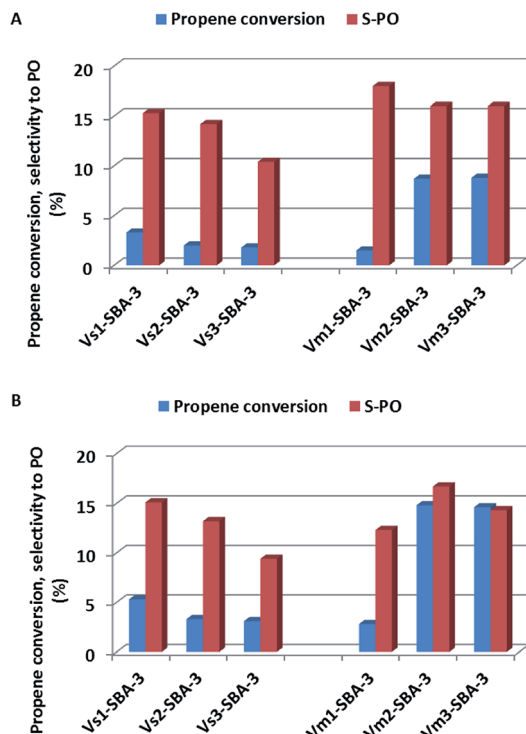 A
Propene conversion S-PO
Propene conversion, selectivity to PO
(%)
20
15
10
5
0
Vs1-SBA-3 Vs2-SBA-3 Vs3-SBA-3 Vm1-SBA-3 Vm2-SBA-3 Vm3-SBA-3
B
Propene conversion S-PO
Propene conversion, selectivity to PO
(%)
20
15
10
5
0
Vs1-SBA-3 Vs2-SBA-3 Vs3-SBA-3 Vm1-SBA-3 Vm2-SBA-3 Vm3-SBA-3